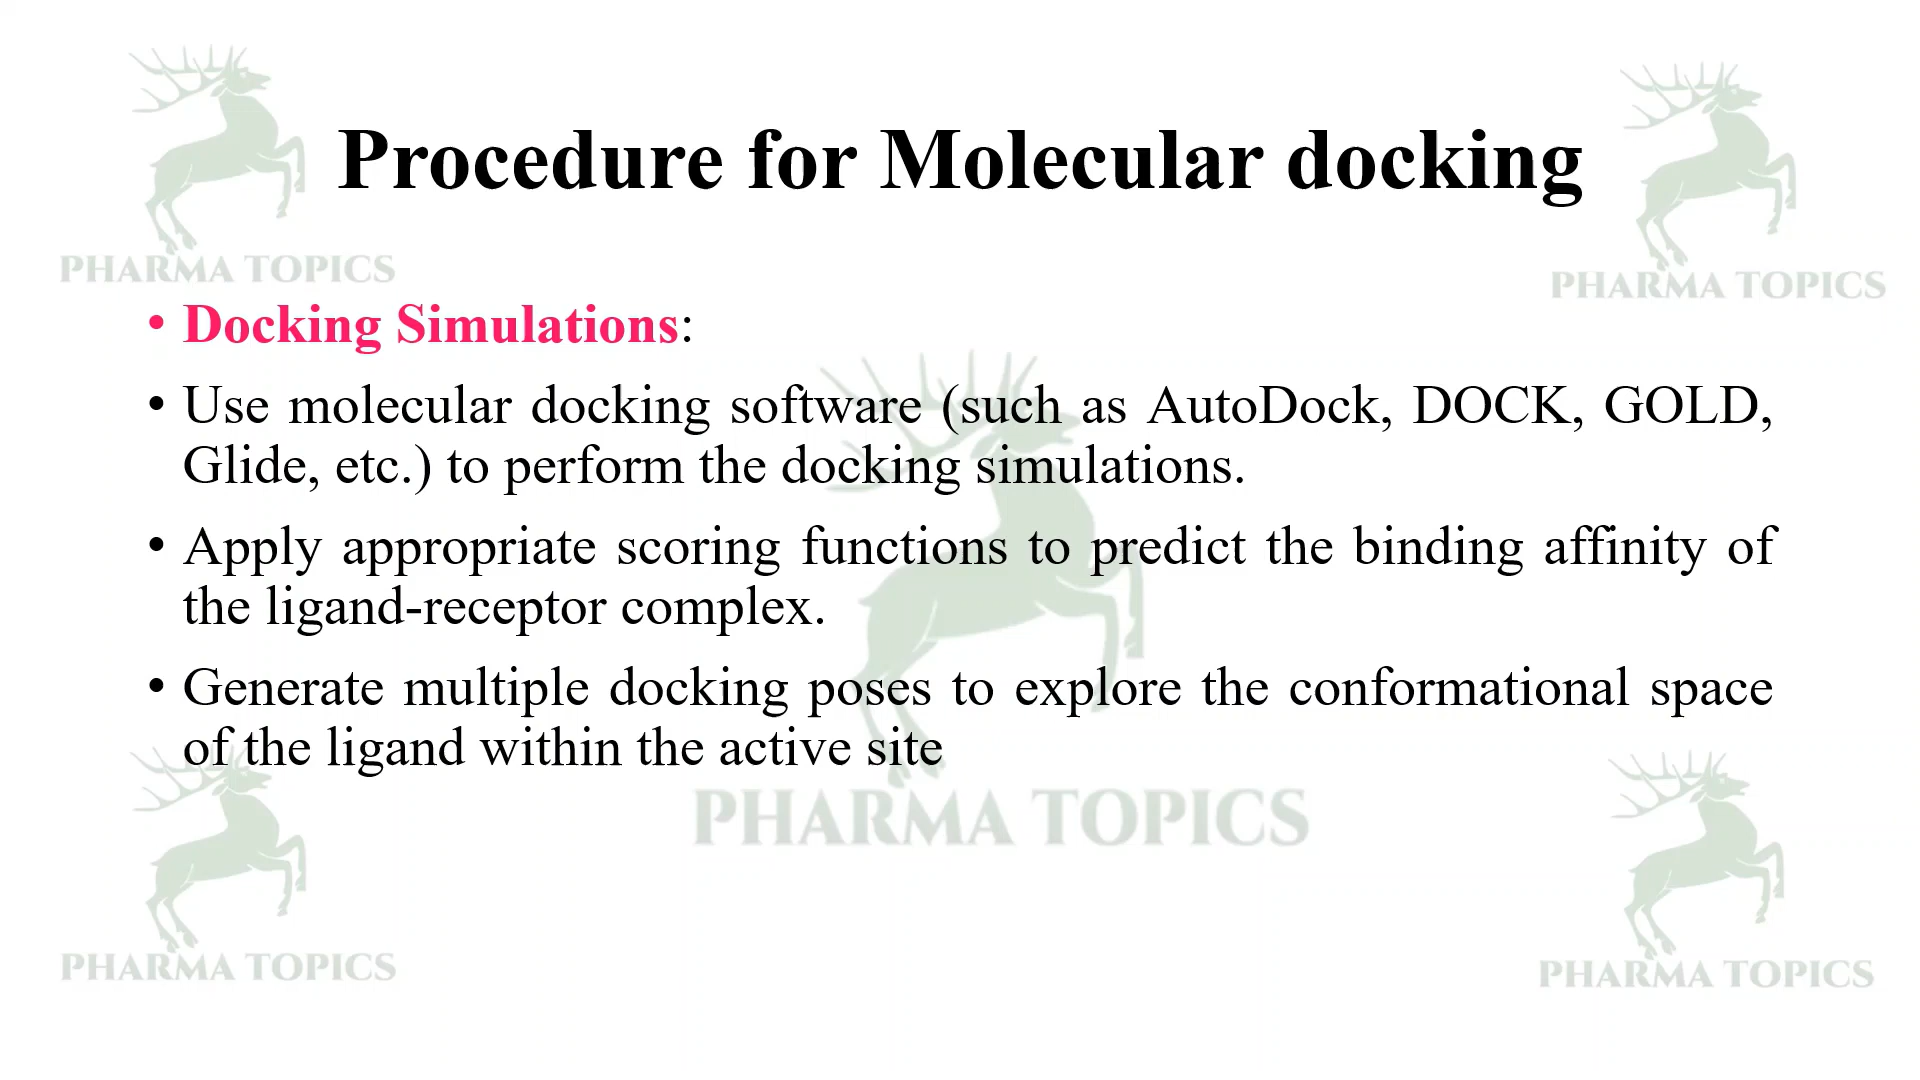 PHARMA TOPICS
PHARMA TOPICS
Procedure for Molecular docking
• Docking Simulations:
• Use molecular docking software (such as AutoDock, DOCK, GOLD,
Glide, etc.) to perform the docking simulations.
• Apply appropriate scoring functions to predict the binding affinity of
the ligand-receptor complex.
• Generate multiple docking poses to explore the conformational space
of the ligand within the active site
PHARMA TOPICS
PHARMA TOPICS
PHARMA TOPICS